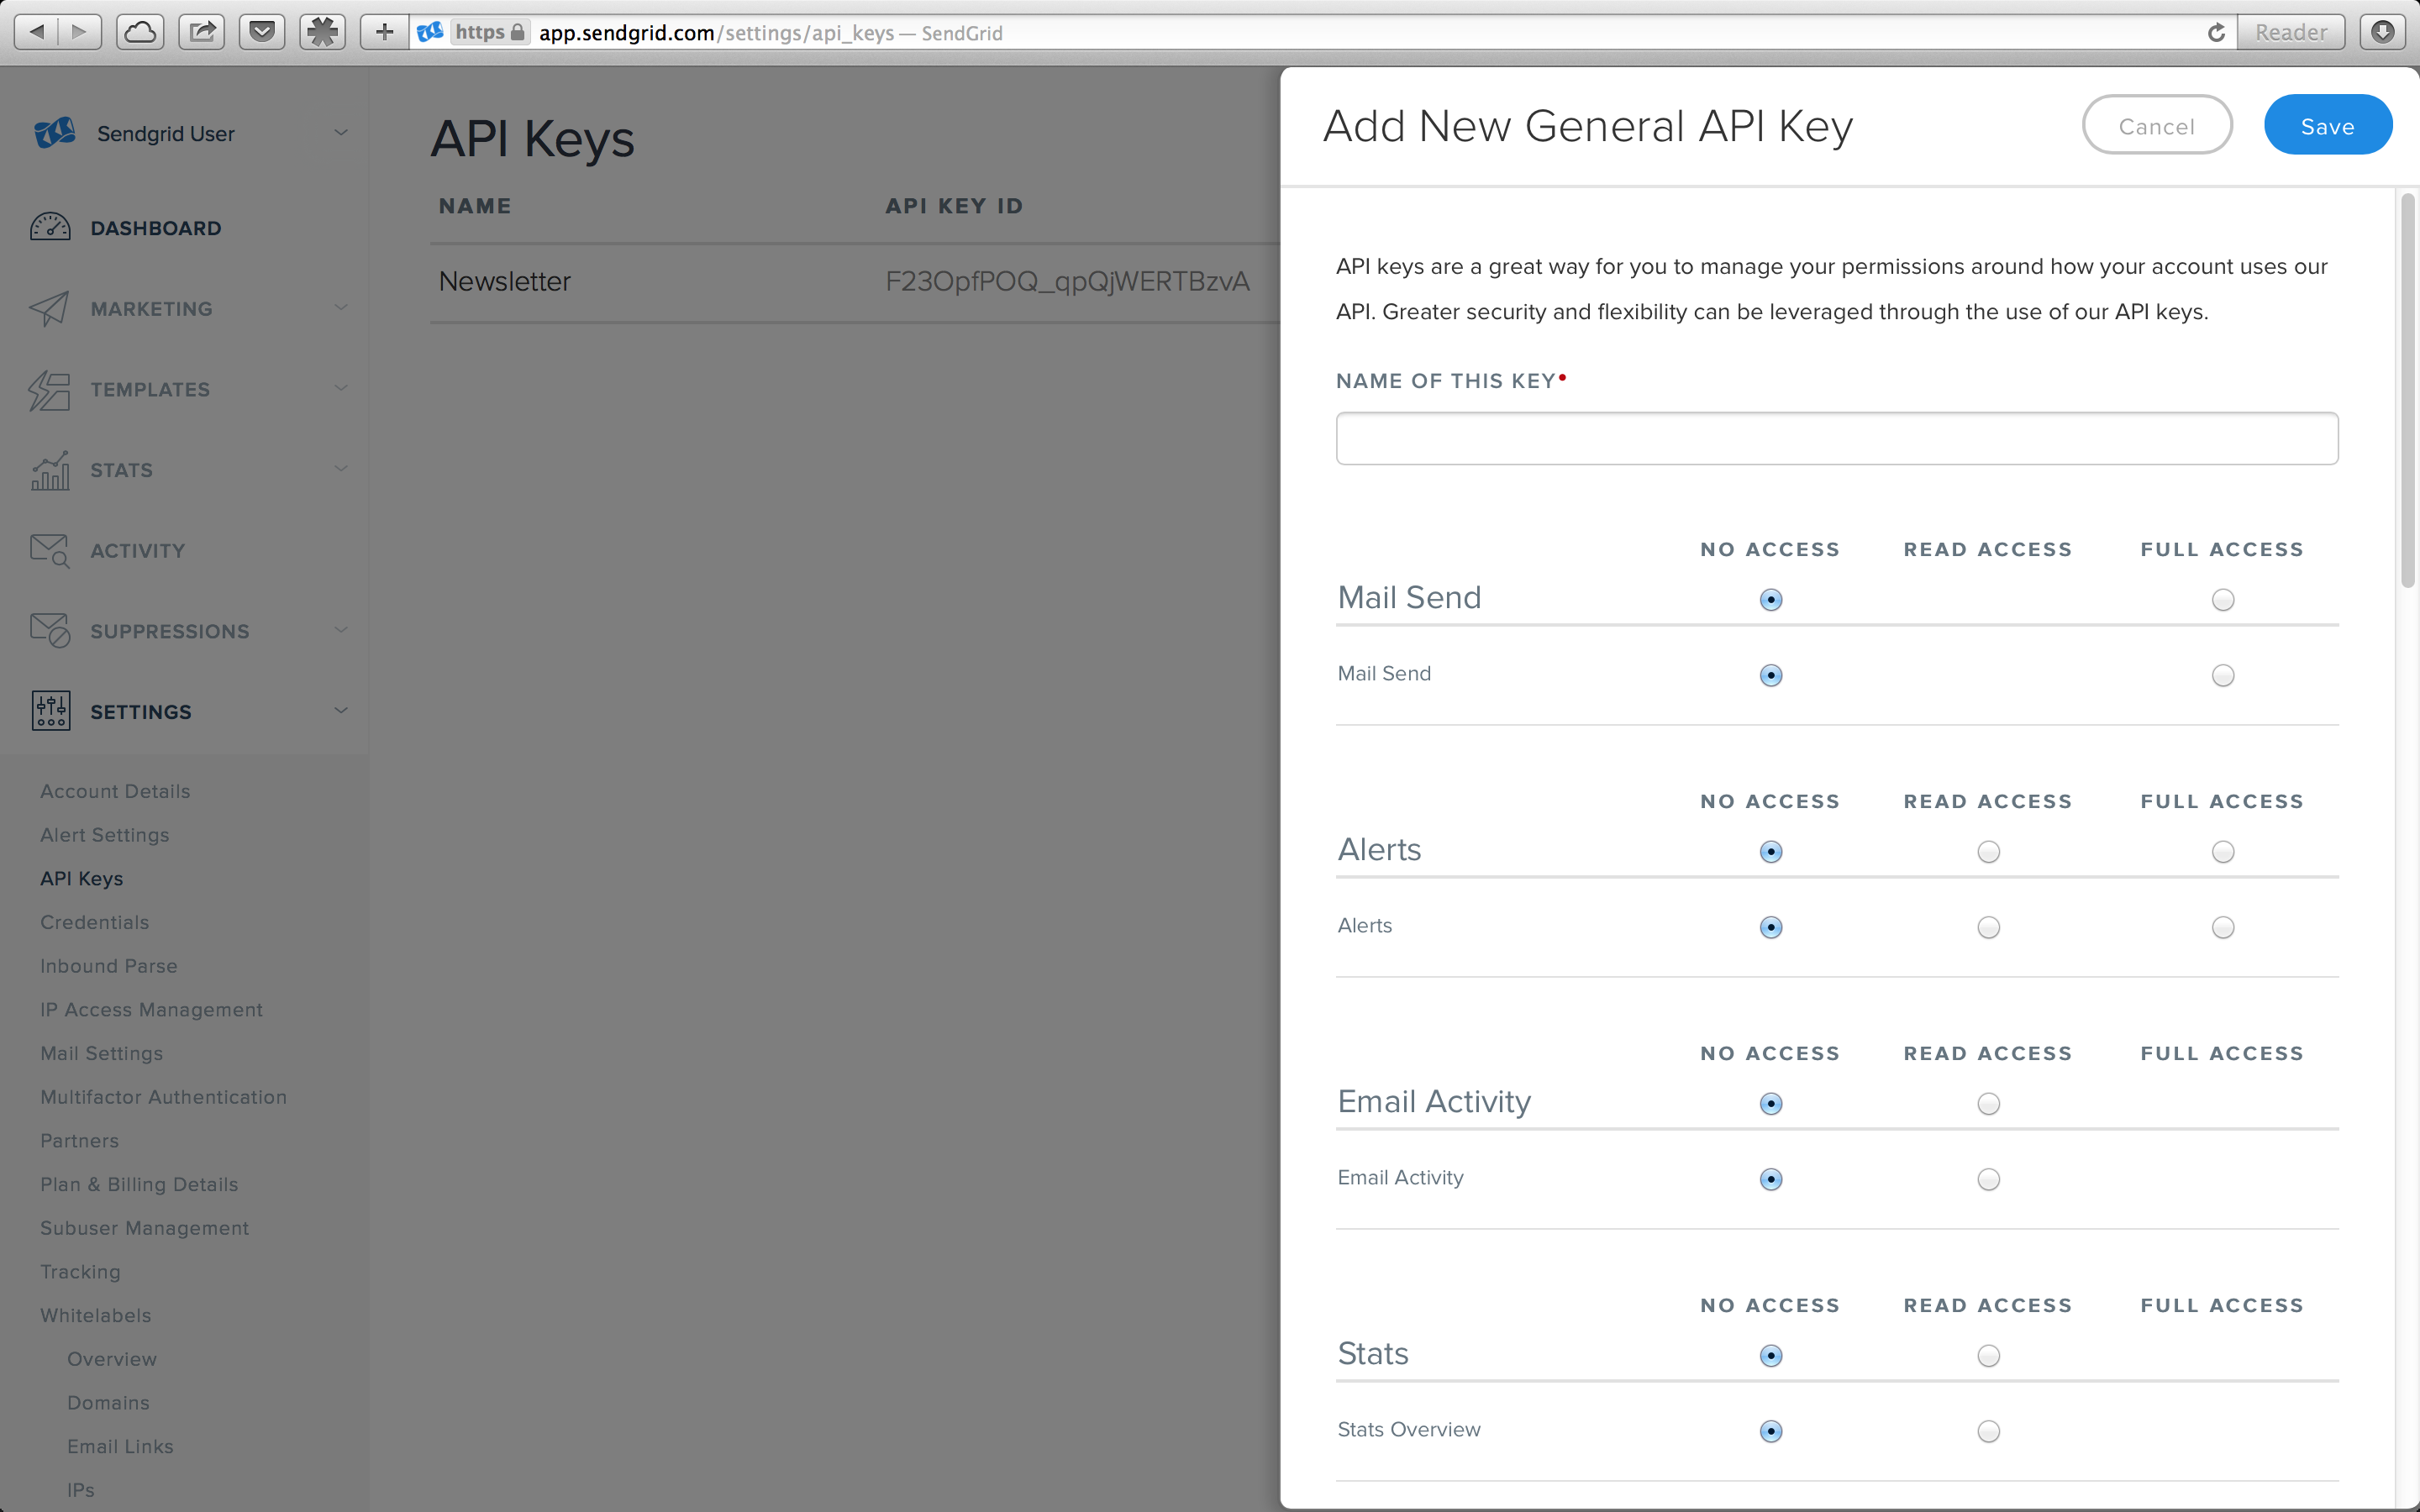 https app.sendgrid.com/settings/api_keys — SendGrid
Reader
Sendgrid User
DASHBOARD
MARKETING
TEMPLATES
STATS
ACTIVITY
SUPPRESSIONS
SETTINGS
Account Details
Alert Settings
API Keys
Credentials
Inbound Parse
IP Access Management
Mail Settings
Multifactor Authentication
Partners
Plan & Billing Details
Subuser Management
Tracking
Whitelabels
Overview
Domains
Email Links
IPs
API Keys
NAME API KEY ID
Newsletter F23OpfPOQ_qpQjWERTBzvA
Add New General API Key
Cancel
Save
API keys are a great way for you to manage your permissions around how your account uses our
API. Greater security and flexibility can be leveraged through the use of our API keys.
NAME OF THIS KEY•
NO ACCESS READ ACCESS FULL ACCESS
Mail Send
Mail Send
NO ACCESS READ ACCESS FULL ACCESS
Alerts
Alerts
NO ACCESS READ ACCESS FULL ACCESS
Email Activity
Email Activity
NO ACCESS READ ACCESS FULL ACCESS
Stats
Stats Overview